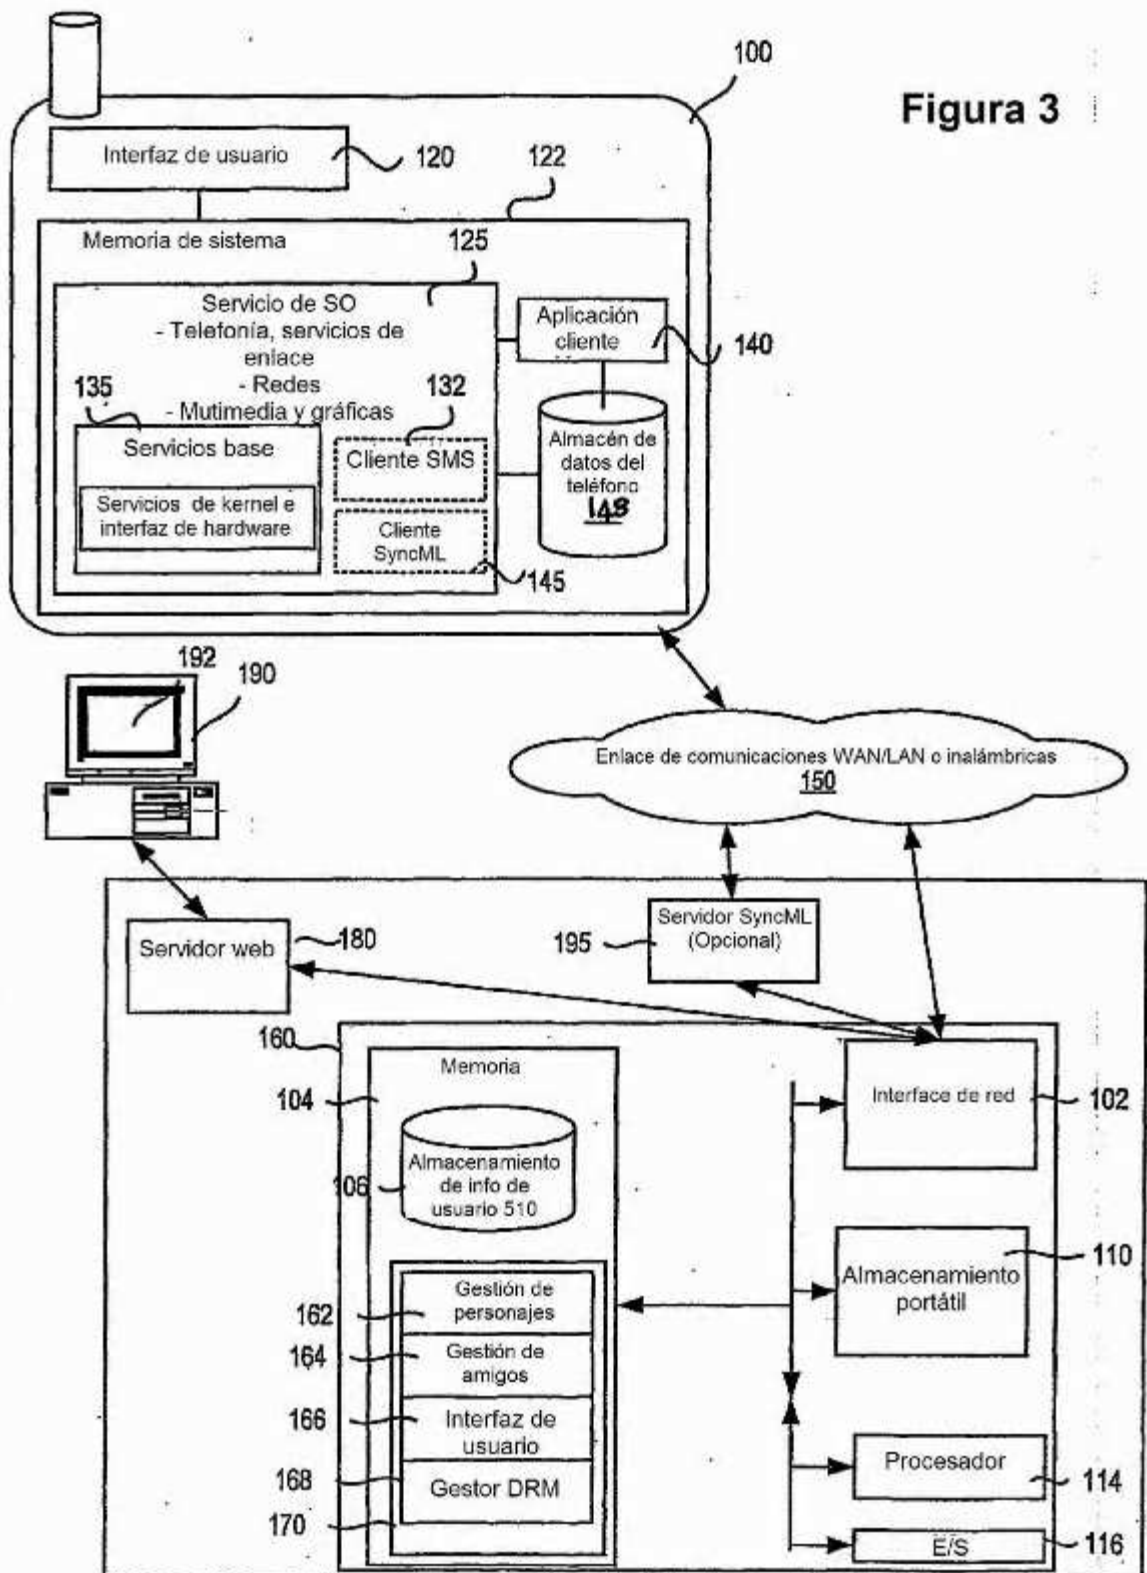 Figura 3
100
Interfaz de usuario
120
122
Memoria de sistema
125
Servicio de SO
- Telefonía, servicios de
enlace
- Redes
- Mutimedia y gráficas
Aplicación
cliente
140
135
132
Servicios base
Cliente SMS
Servicios de kernel e
interfaz de hardware
Cliente
SyncML
145
Almacén de
datos del
teléfono
148
192
190
Enlace de comunicaciones WAN/LAN o inalámbricas
150
Servidor web
180
195
Servidor SyncML
(Opcional)
160
Memoria
104
106
Almacenamiento
de info de
usuario 510
Interface de red
102
110
Almacenamiento
portátil
162
Gestión de
personajes
164
Gestión de
amigos
166
Interfaz de
usuario
168
Gestor DRM
170
Procesador
114
E/S
116